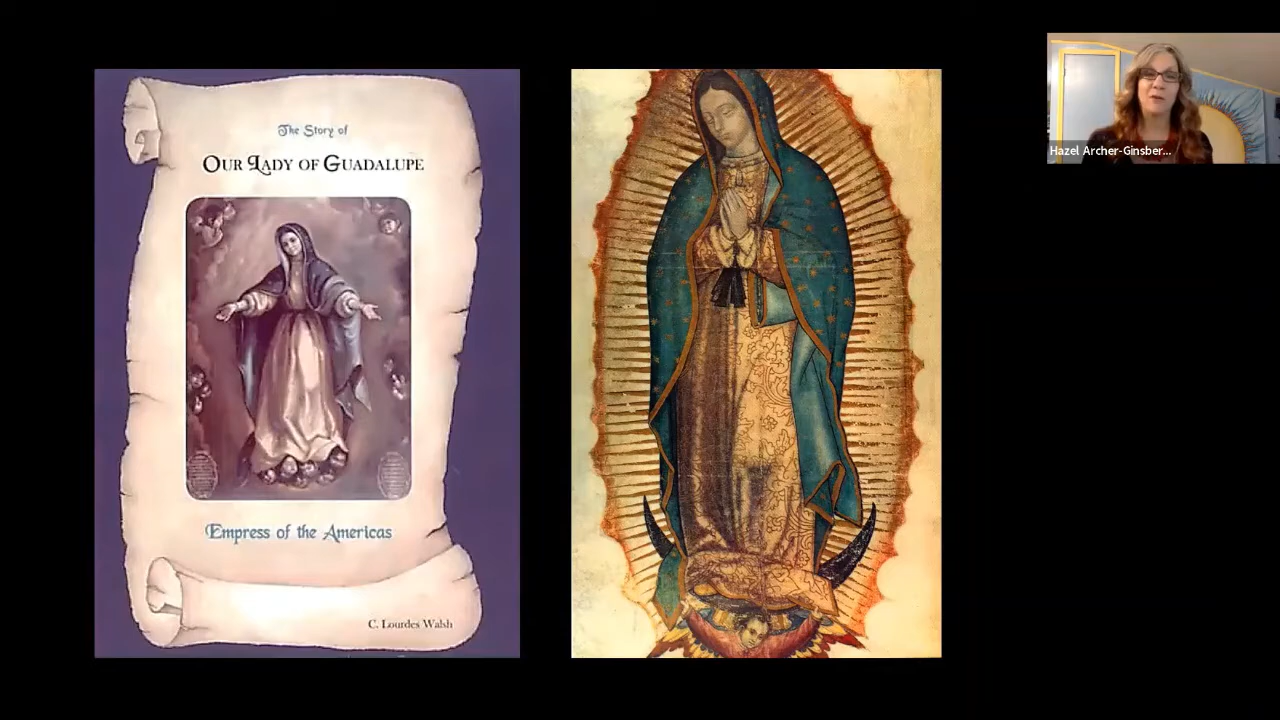 The Story of
OUR LADY OF GUADALUPE
Empress of the Americas
C. Lourdes Walsh
Hazel Archer-Ginsber...